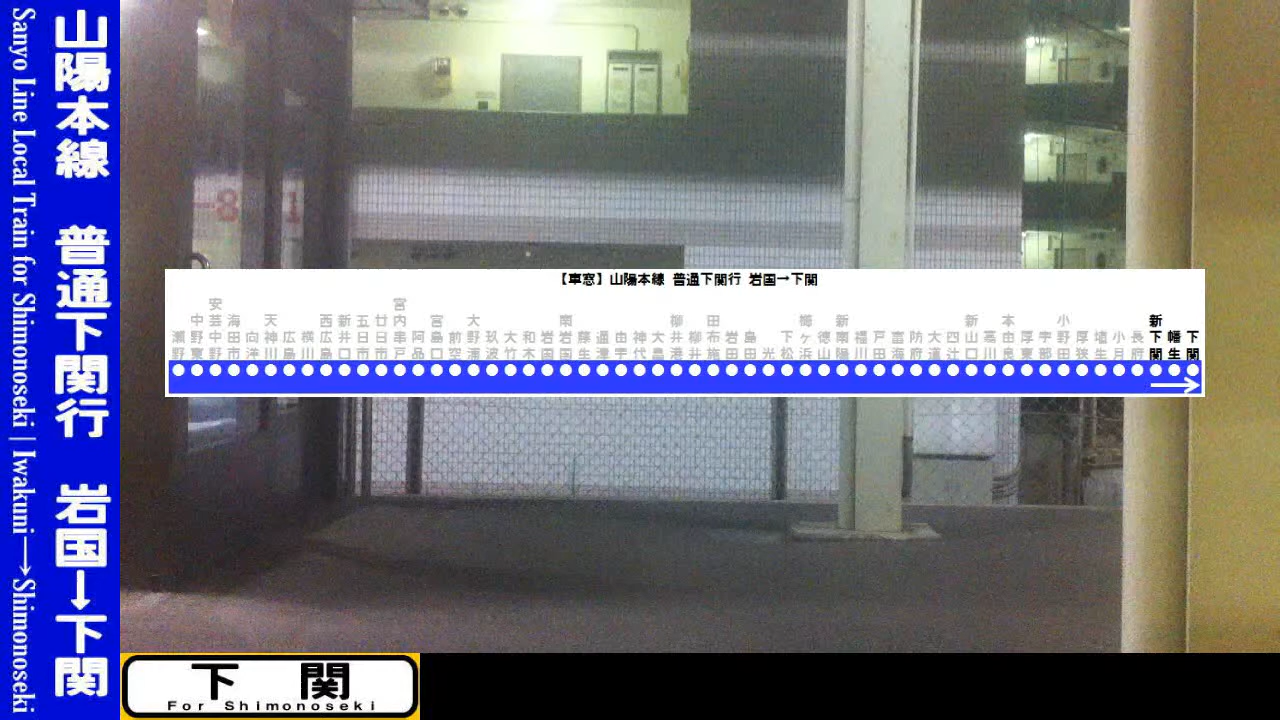 山陽本線 普通下関行 岩国→下関
Sanyo Line Local Train for Shimonoseki | Iwakuni→Shimonoseki
8 1
【車窓】山陽本線 普通下関行 岩国→下関
瀬野 中野東 安芸中野 海田市 向洋 天神川 広島 横川 西広島 新井口 五日市 廿日市 宮内串戸 阿品 宮島口 前空 大野浦 玖波 大竹 和木 岩国 南岩国 藤生 通津 由宇 神代 大畠 柳井港 柳井 田布施 岩田 島田 光 下松 櫛ヶ浜 徳山 新南陽 福川 戸田 富海 防府 大道 四辻 新山口 嘉川 本由良 厚東 宇部 小野田 厚狭 埴生 小月 長府 新下関 幡生 下関
下関
For Shimonoseki